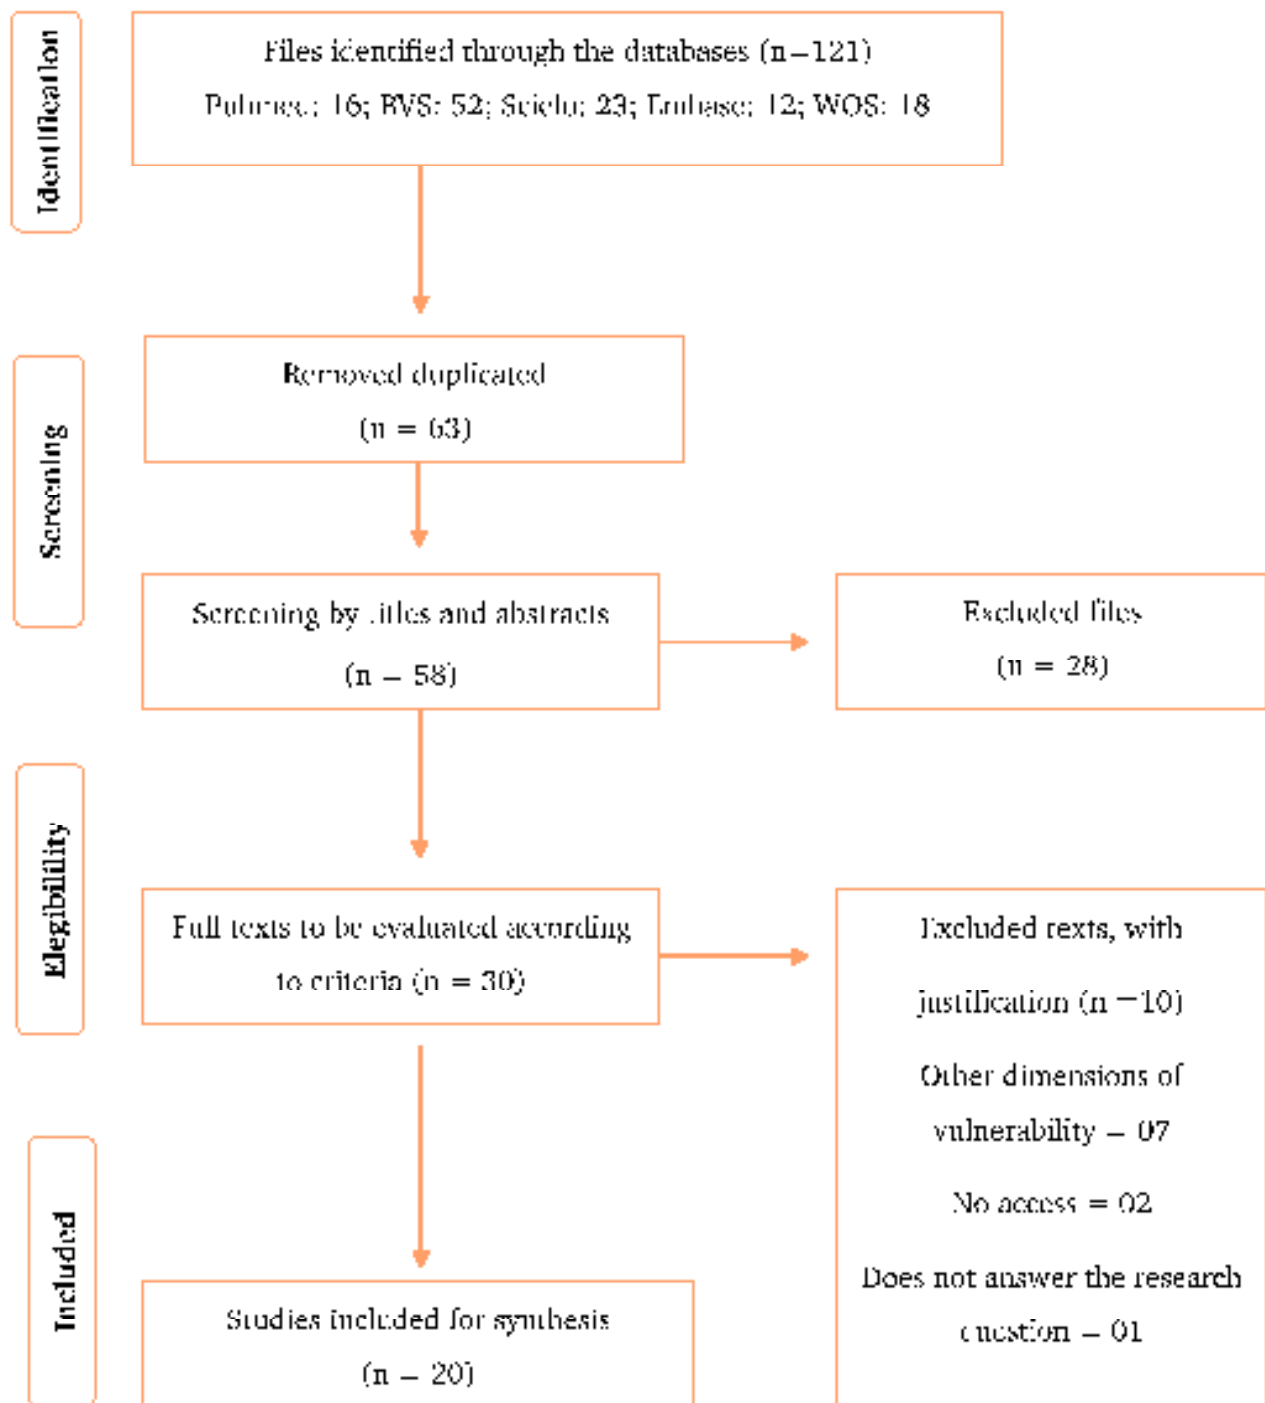 Identification
Files identified through the databases (n=121)
Pubmed: 16; BVS: 52; Scielo: 23; Embase: 12; WOS: 18
Screening
Removed duplicated
(n = 63)
Screening by titles and abstracts
(n = 58)
Excluded files
(n = 28)
Elegibility
Full texts to be evaluated according
to criteria (n = 30)
Excluded texts, with
justification (n =10)
Other dimensions of
vulnerability = 07
No access = 02
Does not answer the research
question = 01
Included
Studies included for synthesis
(n = 20)